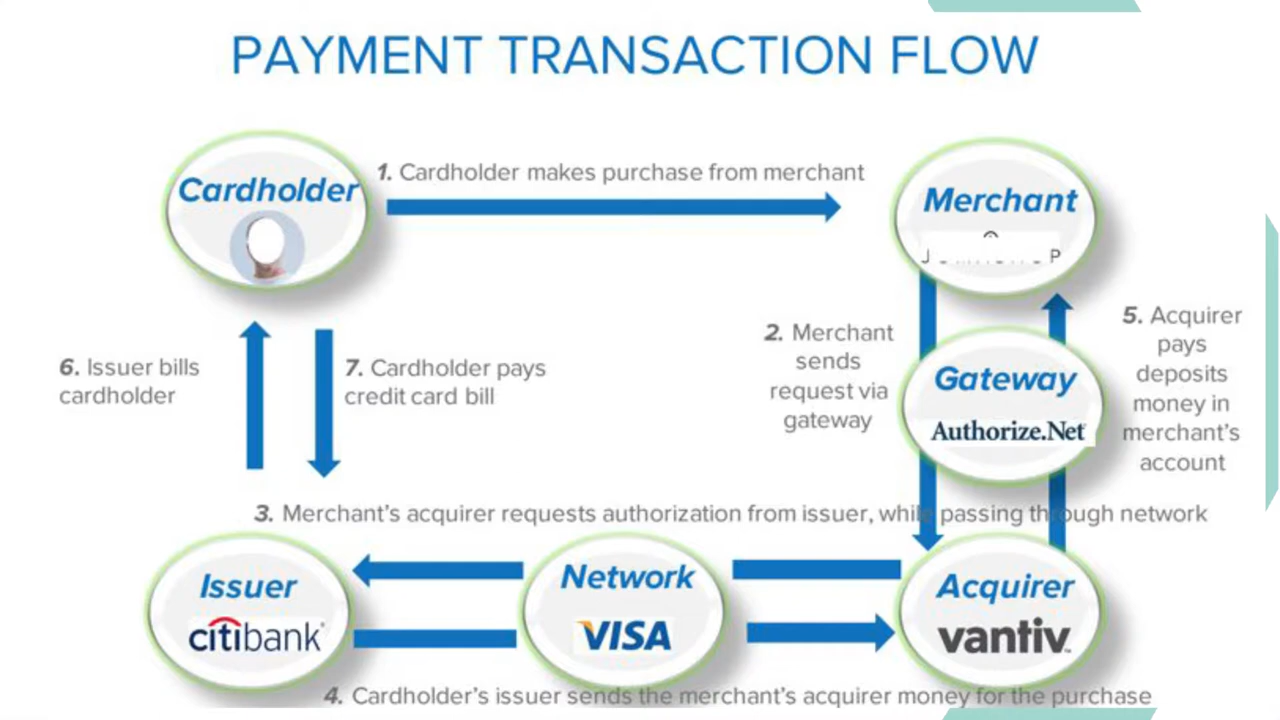 PAYMENT TRANSACTION FLOW
Cardholder
1. Cardholder makes purchase from merchant
Merchant
2. Merchant
sends
request via
gateway
Gateway
Authorize.Net
5. Acquirer
pays
deposits
money in
merchant's
account
6. Issuer bills
cardholder
7. Cardholder pays
credit card bill
3. Merchant's acquirer requests authorization from issuer, while passing through network
Issuer
citibank
Network
VISA
Acquirer
vantiv
4. Cardholder's issuer sends the merchant's acquirer money for the purchase